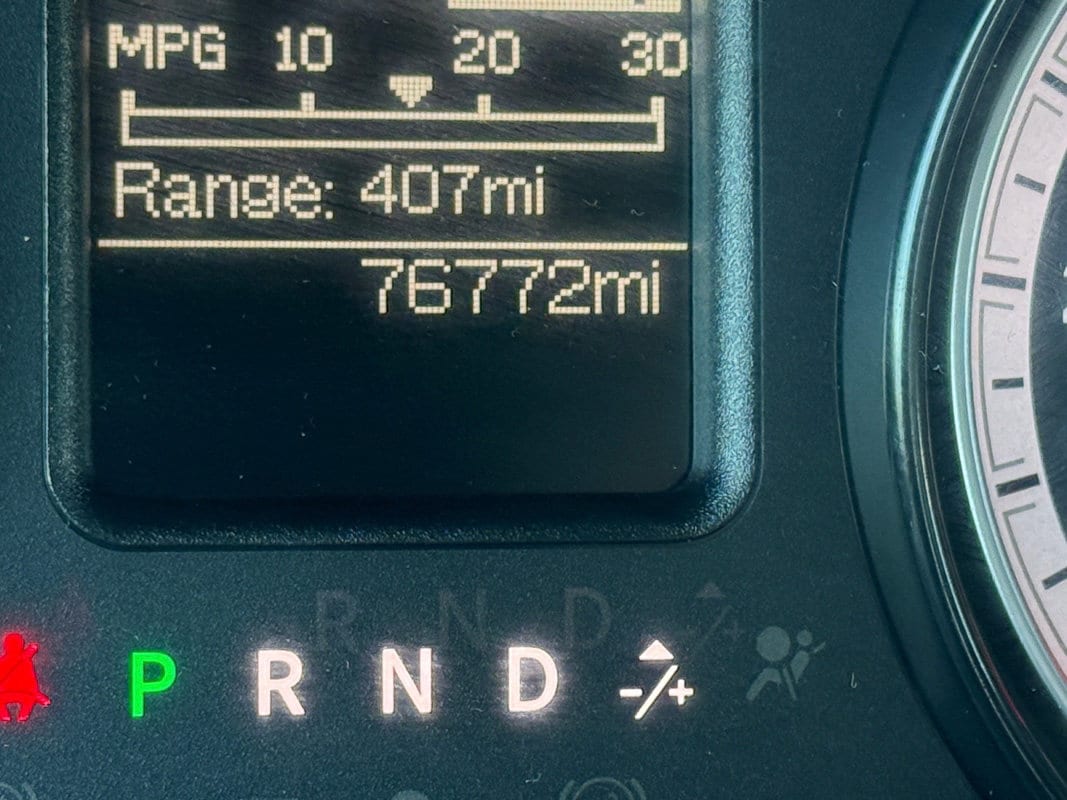 MPG 10 20 30
Range: 407mi
76772mi
P R N D -/+